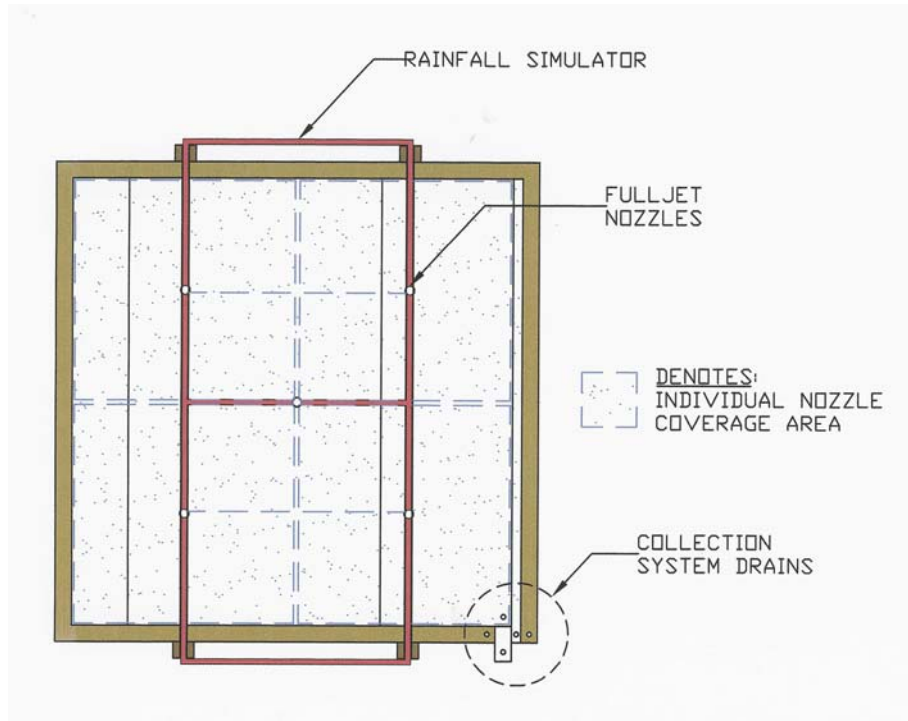 RAINFALL SIMULATOR
FULLJET
NOZZLES
DENOTES:
INDIVIDUAL NOZZLE
COVERAGE AREA
COLLECTION
SYSTEM DRAINS